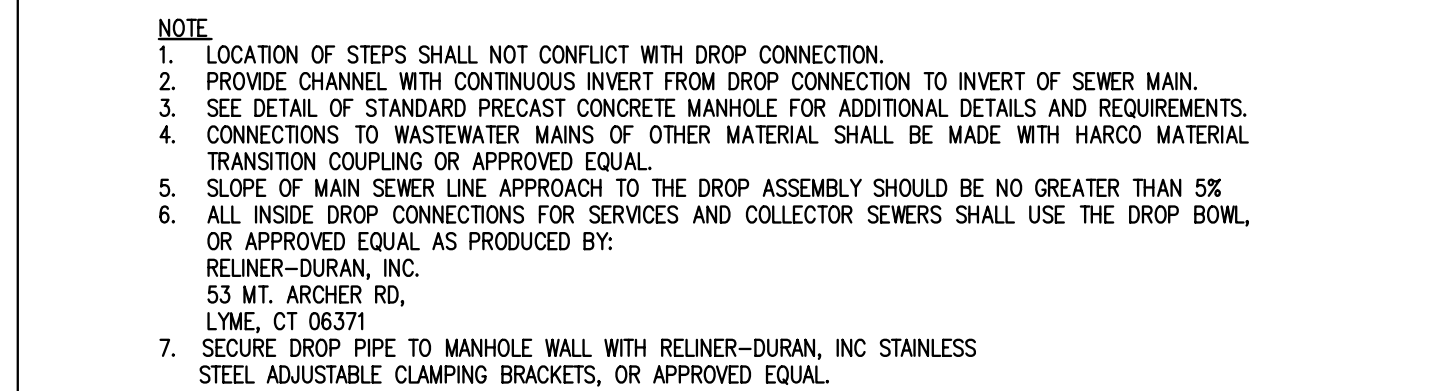 NOTE
1. LOCATION OF STEPS SHALL NOT CONFLICT WITH DROP CONNECTION.
2. PROVIDE CHANNEL WITH CONTINUOUS INVERT FROM DROP CONNECTION TO INVERT OF SEWER MAIN.
3. SEE DETAIL OF STANDARD PRECAST CONCRETE MANHOLE FOR ADDITIONAL DETAILS AND REQUIREMENTS.
4. CONNECTIONS TO WASTEWATER MAINS OF OTHER MATERIAL SHALL BE MADE WITH HARCO MATERIAL
TRANSITION COUPLING OR APPROVED EQUAL.
5. SLOPE OF MAIN SEWER LINE APPROACH TO THE DROP ASSEMBLY SHOULD BE NO GREATER THAN 5%
6. ALL INSIDE DROP CONNECTIONS FOR SERVICES AND COLLECTOR SEWERS SHALL USE THE DROP BOWL,
OR APPROVED EQUAL AS PRODUCED BY:
RELINER-DURAN, INC.
53 MT. ARCHER RD,
LYME, CT 06371
7. SECURE DROP PIPE TO MANHOLE WALL WITH RELINER-DURAN, INC STAINLESS
STEEL ADJUSTABLE CLAMPING BRACKETS, OR APPROVED EQUAL.